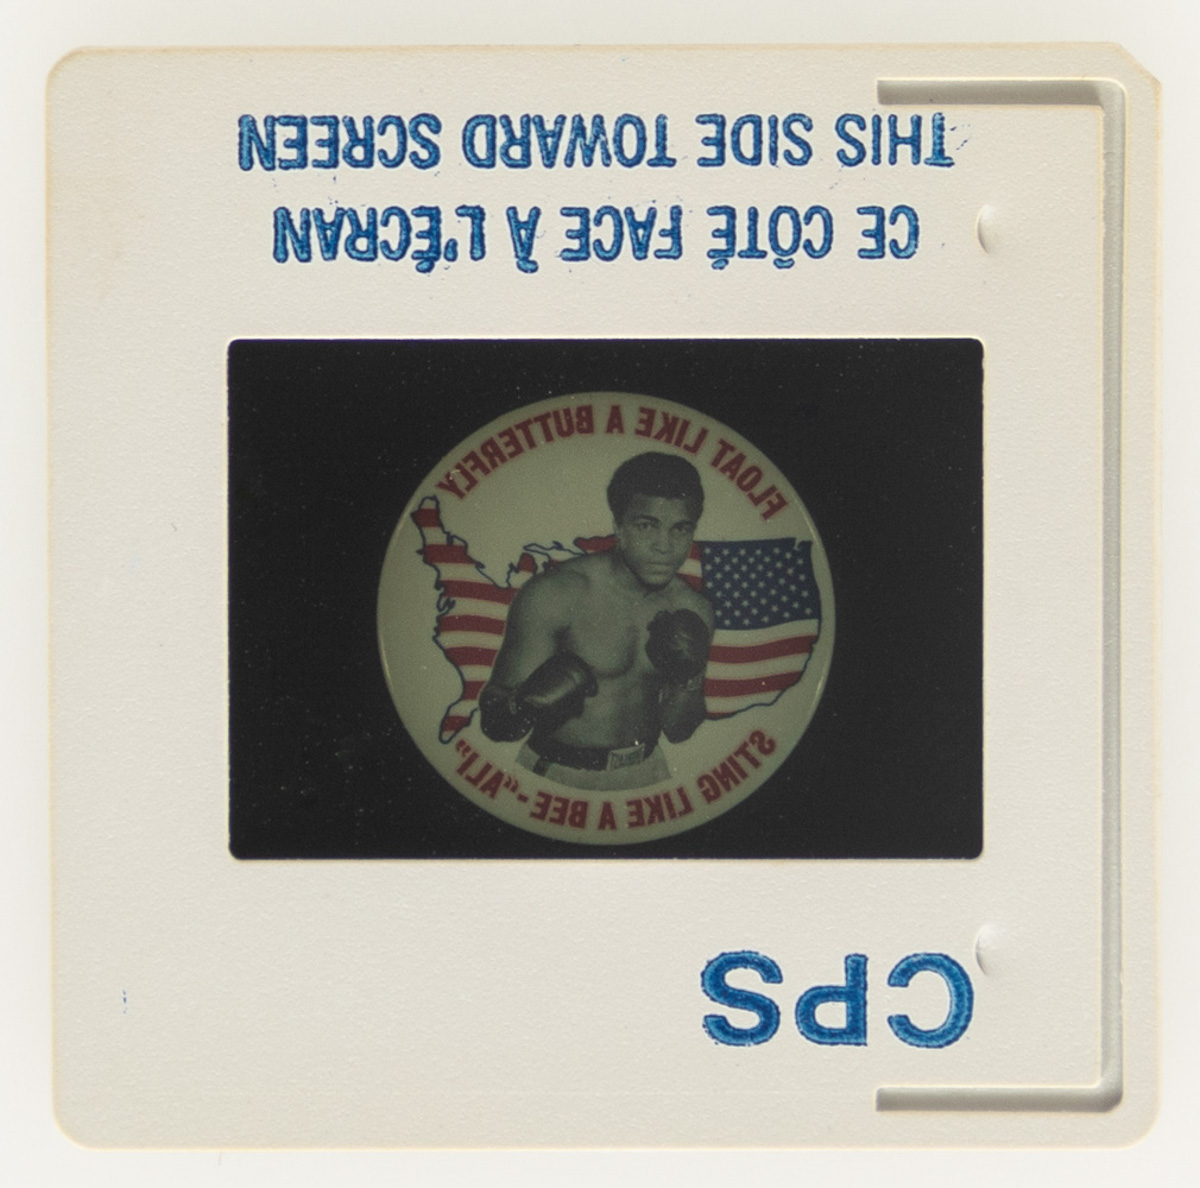 THIS SIDE TOWARD SCREEN
CE CÔTÉ FACE À L'ÉCRAN
FLOAT LIKE A BUTTERFLY
STING LIKE A BEE-"ALI"
CPS